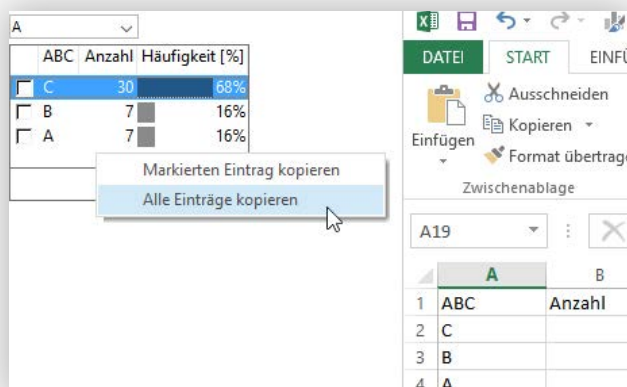 A
ABC Anzahl Häufigkeit [%]
C 30 68%
B 7 16%
A 7 16%
Markierten Eintrag kopieren
Alle Einträge kopieren
DATEI START EINFÜ
Einfügen
Ausschneiden
Kopieren
Format übertrage
Zwischenablage
A19
A B
1 ABC Anzahl
2 C
3 B
4 A